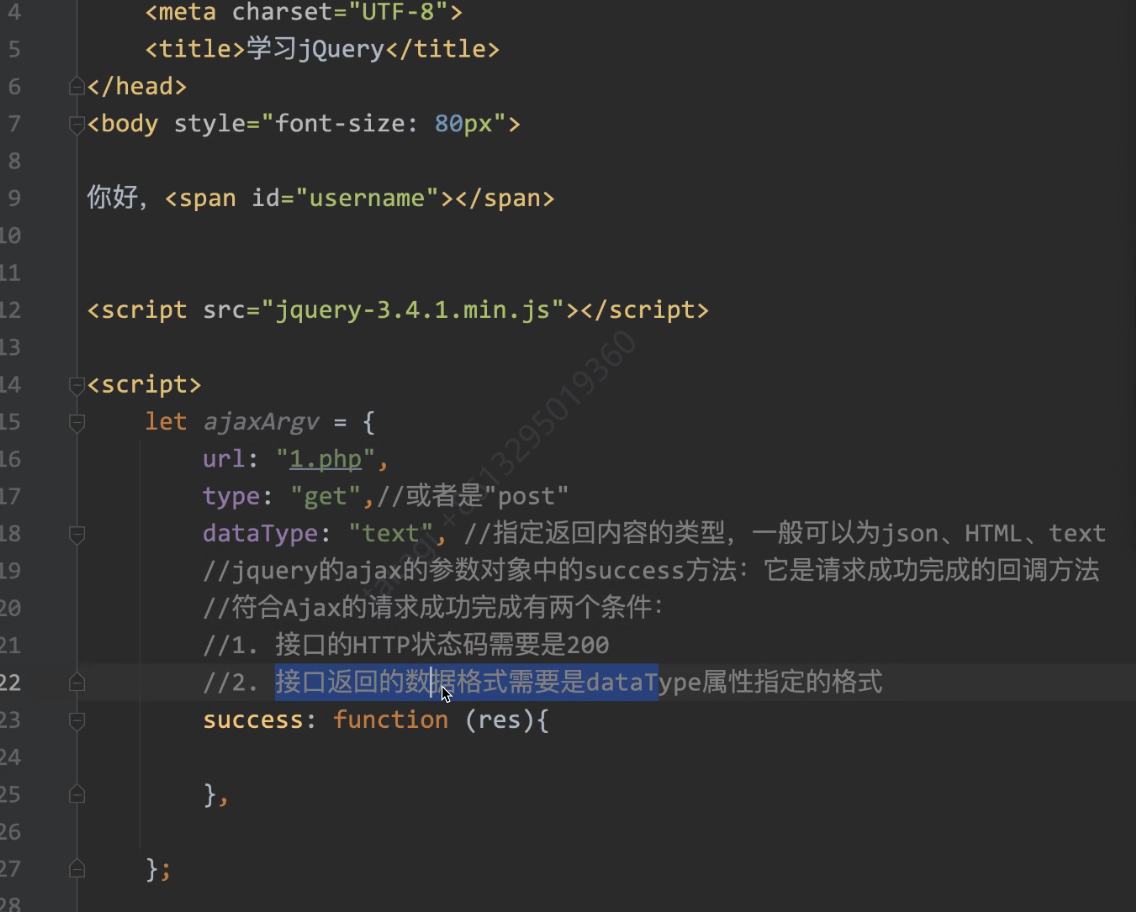 4 <meta charset="UTF-8">
5 <title>学习jQuery</title>
6 </head>
7 <body style="font-size: 80px">
8
9 你好，<span id="username"></span>
10
11
12 <script src="jquery-3.4.1.min.js"></script>
13
14 <script>
15 let ajaxArgv = {
16 url: "1.php",
17 type: "get",//或者是"post"
18 dataType: "text", //指定返回内容的类型，一般可以为json、HTML、text
19 //jquery的ajax的参数对象中的success方法：它是请求成功完成的回调方法
20 //符合Ajax的请求成功完成有两个条件：
21 //1. 接口的HTTP状态码需要是200
22 //2. 接口返回的数据格式需要是dataType属性指定的格式
23 success: function (res){
24
25 },
26
27 };
28